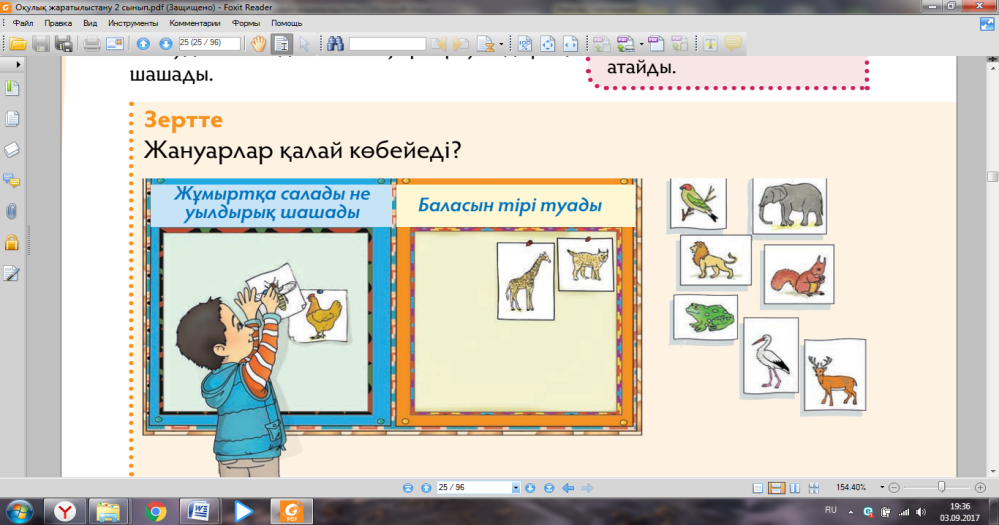 Оқулық жаратылыстану 2 сынып.pdf (Защищено) - Foxit Reader
Файл Правка Вид Инструменты Комментарии Формы Помощь
25 (25 / 96)
шашады.
атайды.
Зертте
Жануарлар қалай көбейеді?
Жұмыртқа салады не
уылдырық шашады
Баласын тірі туады
25 / 96
154.40%
RU
19:36
03.09.2017